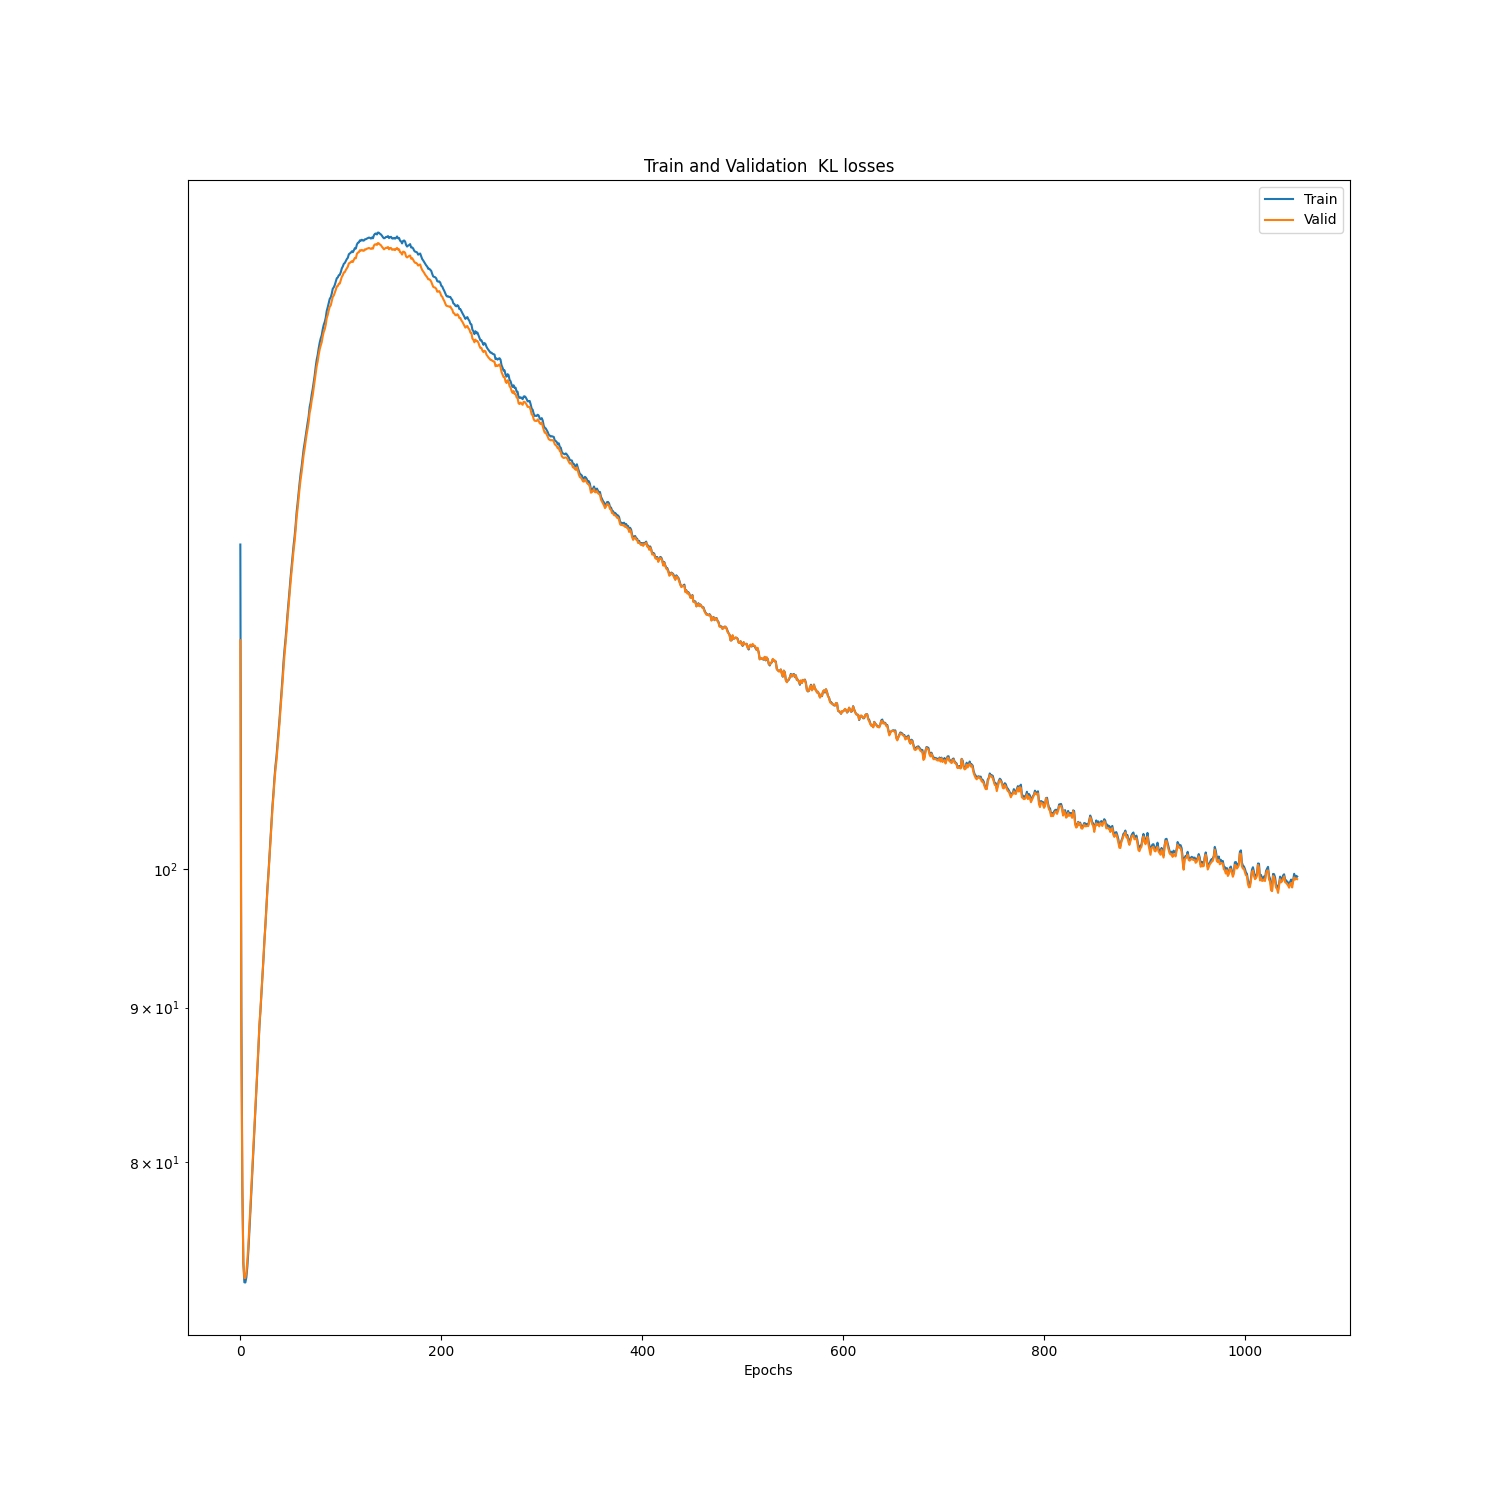 Train and Validation  KL losses
Train
Valid
10²
9 × 10¹
8 × 10¹
0 200 400 600 800 1000
Epochs